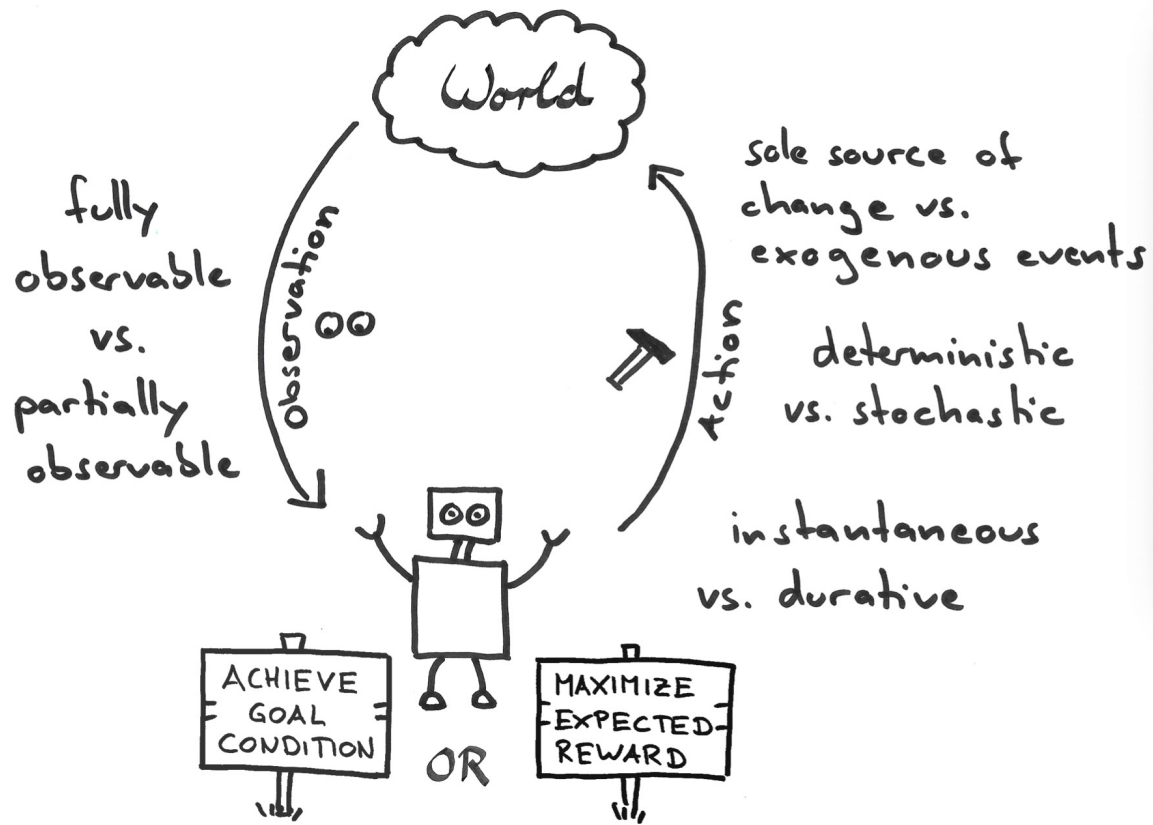 World
fully
observable
vs.
partially
observable
Observation
Action
sole source of
change vs.
exogenous events
deterministic
vs. stochastic
instantaneous
vs. durative
ACHIEVE
GOAL
CONDITION
OR
MAXIMIZE
EXPECTED
REWARD